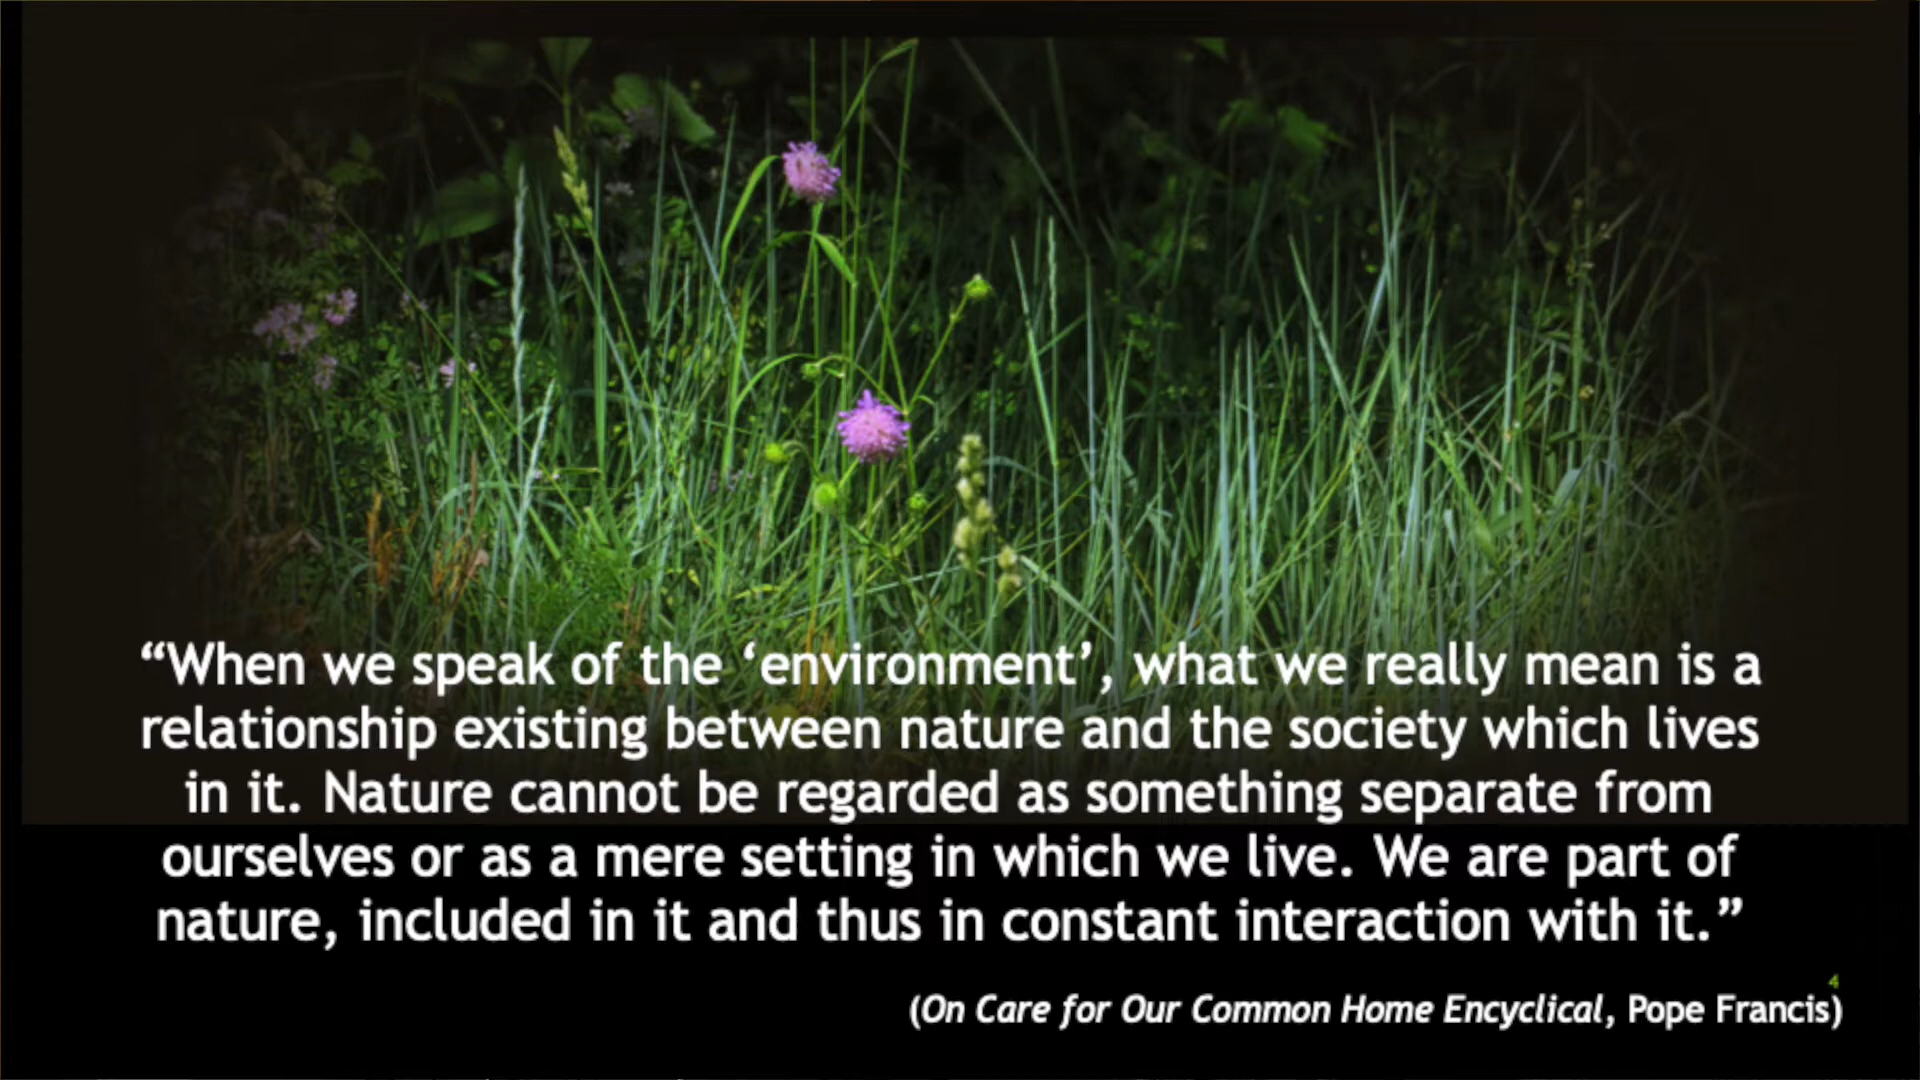 “When we speak of the ‘environment’, what we really mean is a
relationship existing between nature and the society which lives
in it. Nature cannot be regarded as something separate from
ourselves or as a mere setting in which we live. We are part of
nature, included in it and thus in constant interaction with it.”
4
(On Care for Our Common Home Encyclical, Pope Francis)